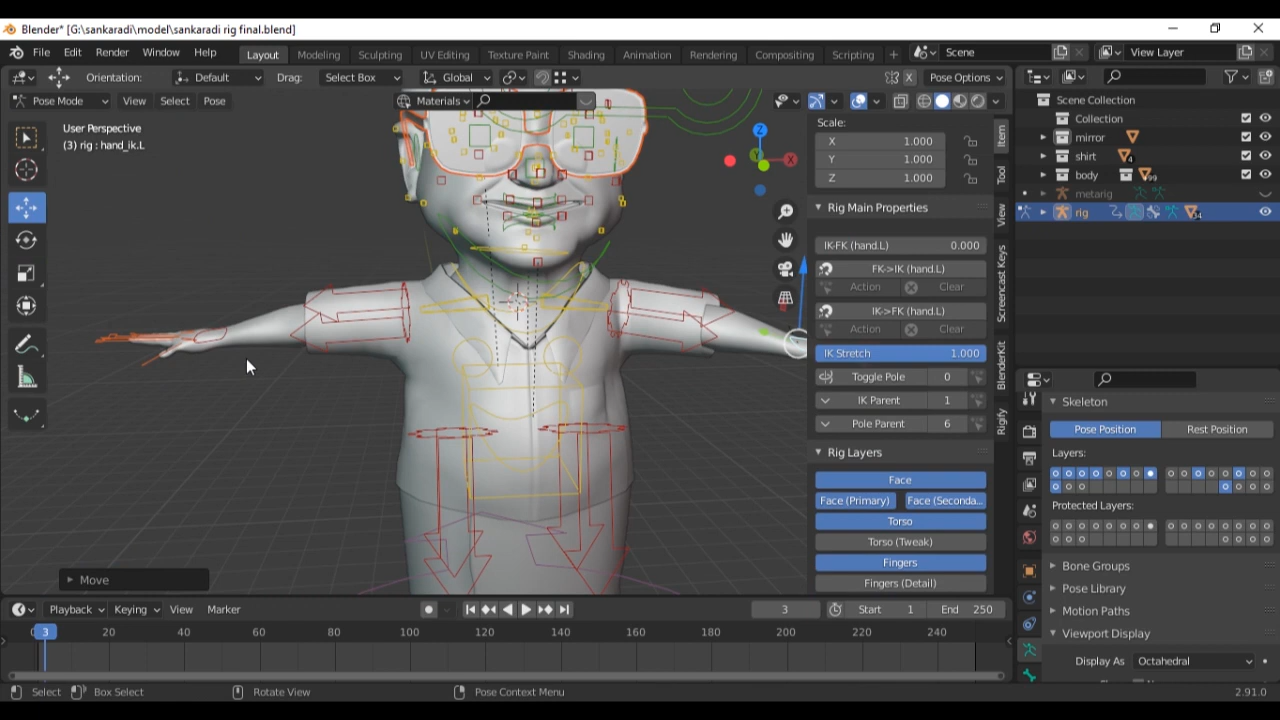 Blender* [G:\sankaradi\model\sankaradi rig final.blend]
File Edit Render Window Help Layout Modeling Sculpting UV Editing Texture Paint Shading Animation Rendering Compositing Scripting + Scene View Layer
Orientation: Default Drag: Select Box Global X Pose Options
Pose Mode View Select Pose Materials
User Perspective
(3) rig : hand_ik.L
Z
X
Y
Scale:
X 1.000
Y 1.000
Z 1.000
Rig Main Properties
IK-FK (hand.L) 0.000
FK->IK (hand.L)
Action Clear
IK->FK (hand.L)
Action Clear
IK Stretch 1.000
Toggle Pole 0
IK Parent 1
Pole Parent 6
Rig Layers
Face
Face (Primary) Face (Seconda...
Torso
Torso (Tweak)
Fingers
Fingers (Detail)
Item
Tool
View
Screencast Keys
BlenderKit
Rigify
Scene Collection
Collection
mirror
shirt 4
body 99
metarig
rig
Skeleton
Pose Position Rest Position
Layers:
Protected Layers:
Bone Groups
Pose Library
Motion Paths
Viewport Display
Display As Octahedral
Move
Playback Keying View Marker 3 Start 1 End 250
3 20 40 60 80 100 120 140 160 180 200 220 240
Select Box Select Rotate View Pose Context Menu 2.91.0